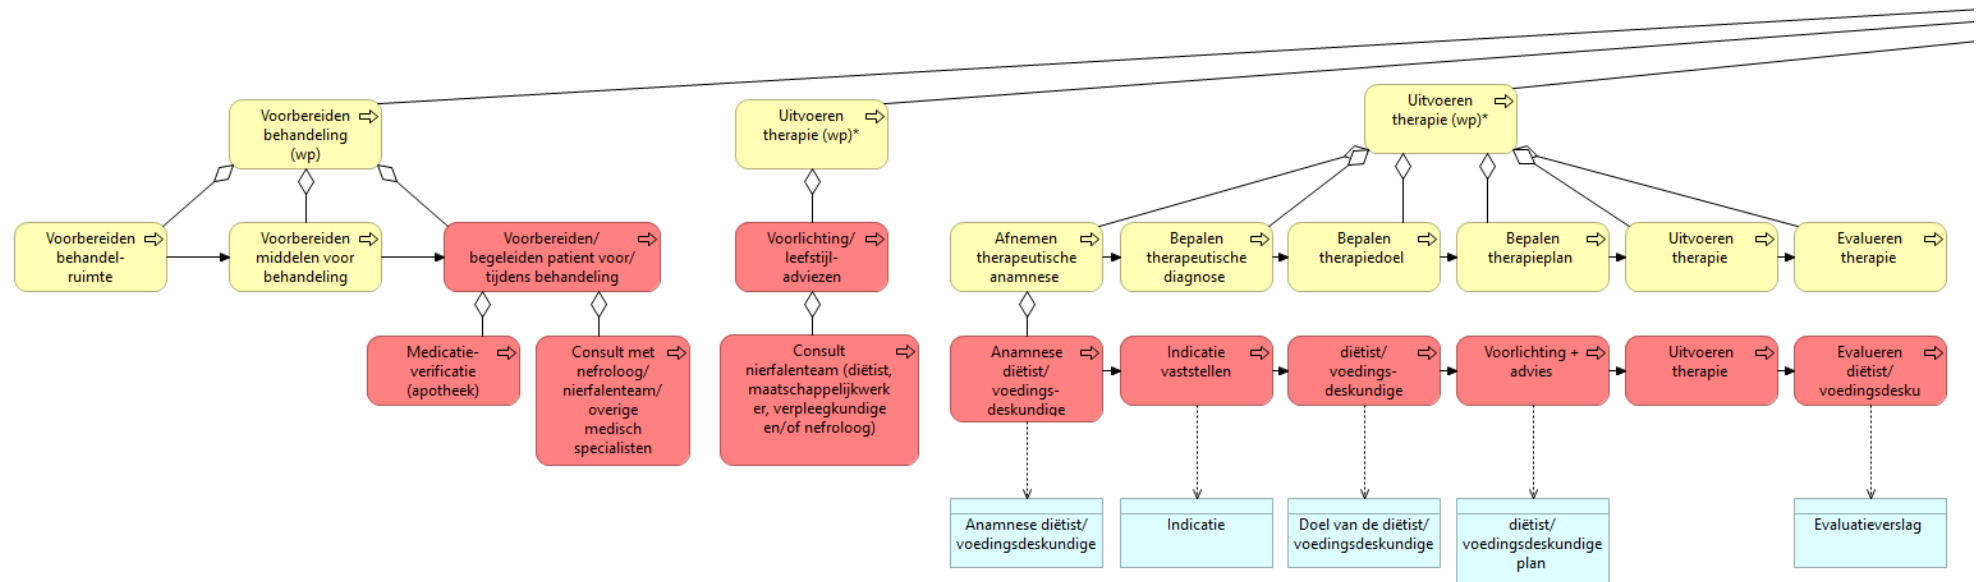 Voorbereiden
behandeling
(wp)
Uitvoeren
therapie (wp)*
Uitvoeren
therapie (wp)*
Voorbereiden
behandel-
ruimte
Voorbereiden
middelen voor
behandeling
Voorbereiden/
begeleiden patient voor/
tijdens behandeling
Voorlichting/
leefstijl-
adviezen
Afnemen
therapeutische
anamnese
Bepalen
therapeutische
diagnose
Bepalen
therapiedoel
Bepalen
therapieplan
Uitvoeren
therapie
Evalueren
therapie
Medicatie-
verificatie
(apotheek)
Consult met
nefroloog/
nierfalenteam/
overige
medisch
specialisten
Consult
nierfalenteam (diëtist,
maatschappelijkwerk
er, verpleegkundige
en/of nefroloog)
Anamnese
diëtist/
voedings-
deskundige
Indicatie
vaststellen
diëtist/
voedings-
deskundige
Voorlichting +
advies
Uitvoeren
therapie
Evalueren
diëtist/
voedingsdesku
Anamnese diëtist/
voedingsdeskundige
Indicatie
Doel van de diëtist/
voedingsdeskundige
diëtist/
voedingsdeskundige
plan
Evaluatieverslag